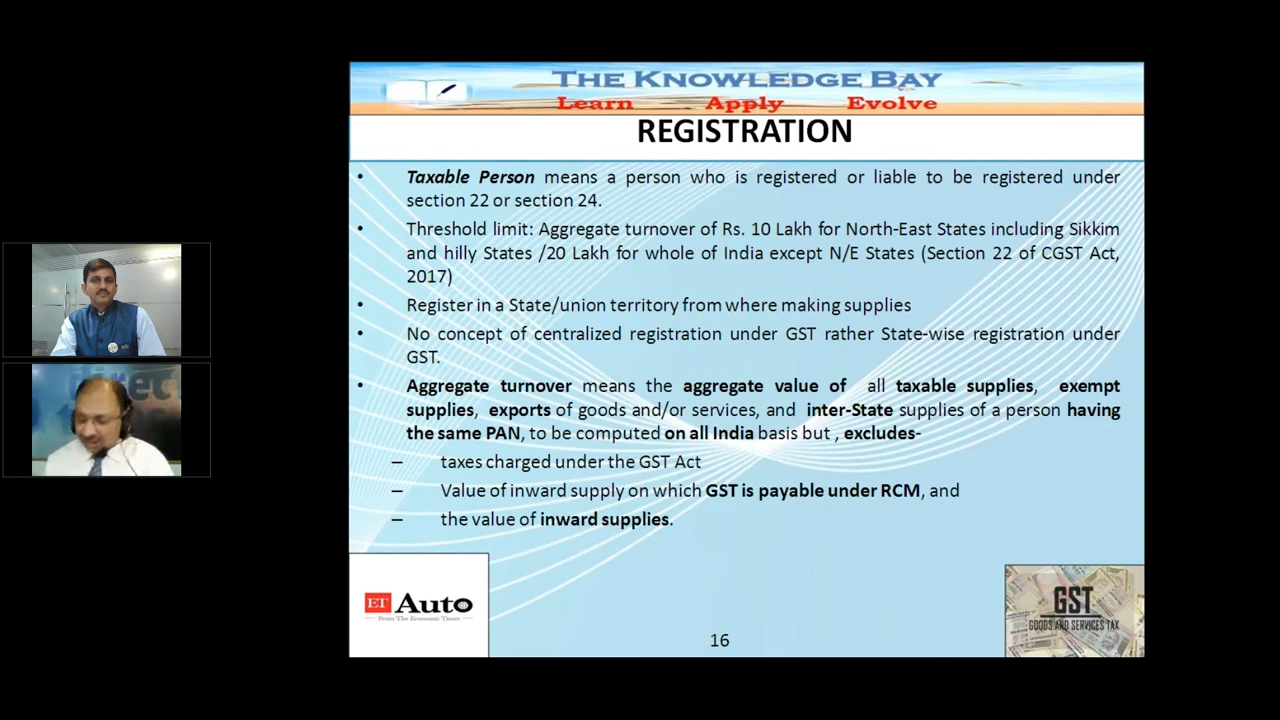 THE KNOWLEDGE BAY
Learn Apply Evolve
REGISTRATION
• Taxable Person means a person who is registered or liable to be registered under
section 22 or section 24.
• Threshold limit: Aggregate turnover of Rs. 10 Lakh for North-East States including Sikkim
and hilly States /20 Lakh for whole of India except N/E States (Section 22 of CGST Act,
2017)
• Register in a State/union territory from where making supplies
• No concept of centralized registration under GST rather State-wise registration under
GST.
• Aggregate turnover means the aggregate value of all taxable supplies, exempt
supplies, exports of goods and/or services, and inter-State supplies of a person having
the same PAN, to be computed on all India basis but , excludes-
– taxes charged under the GST Act
– Value of inward supply on which GST is payable under RCM, and
– the value of inward supplies.
ET Auto
From The Economic Times
GST
GOODS AND SERVICES TAX
16